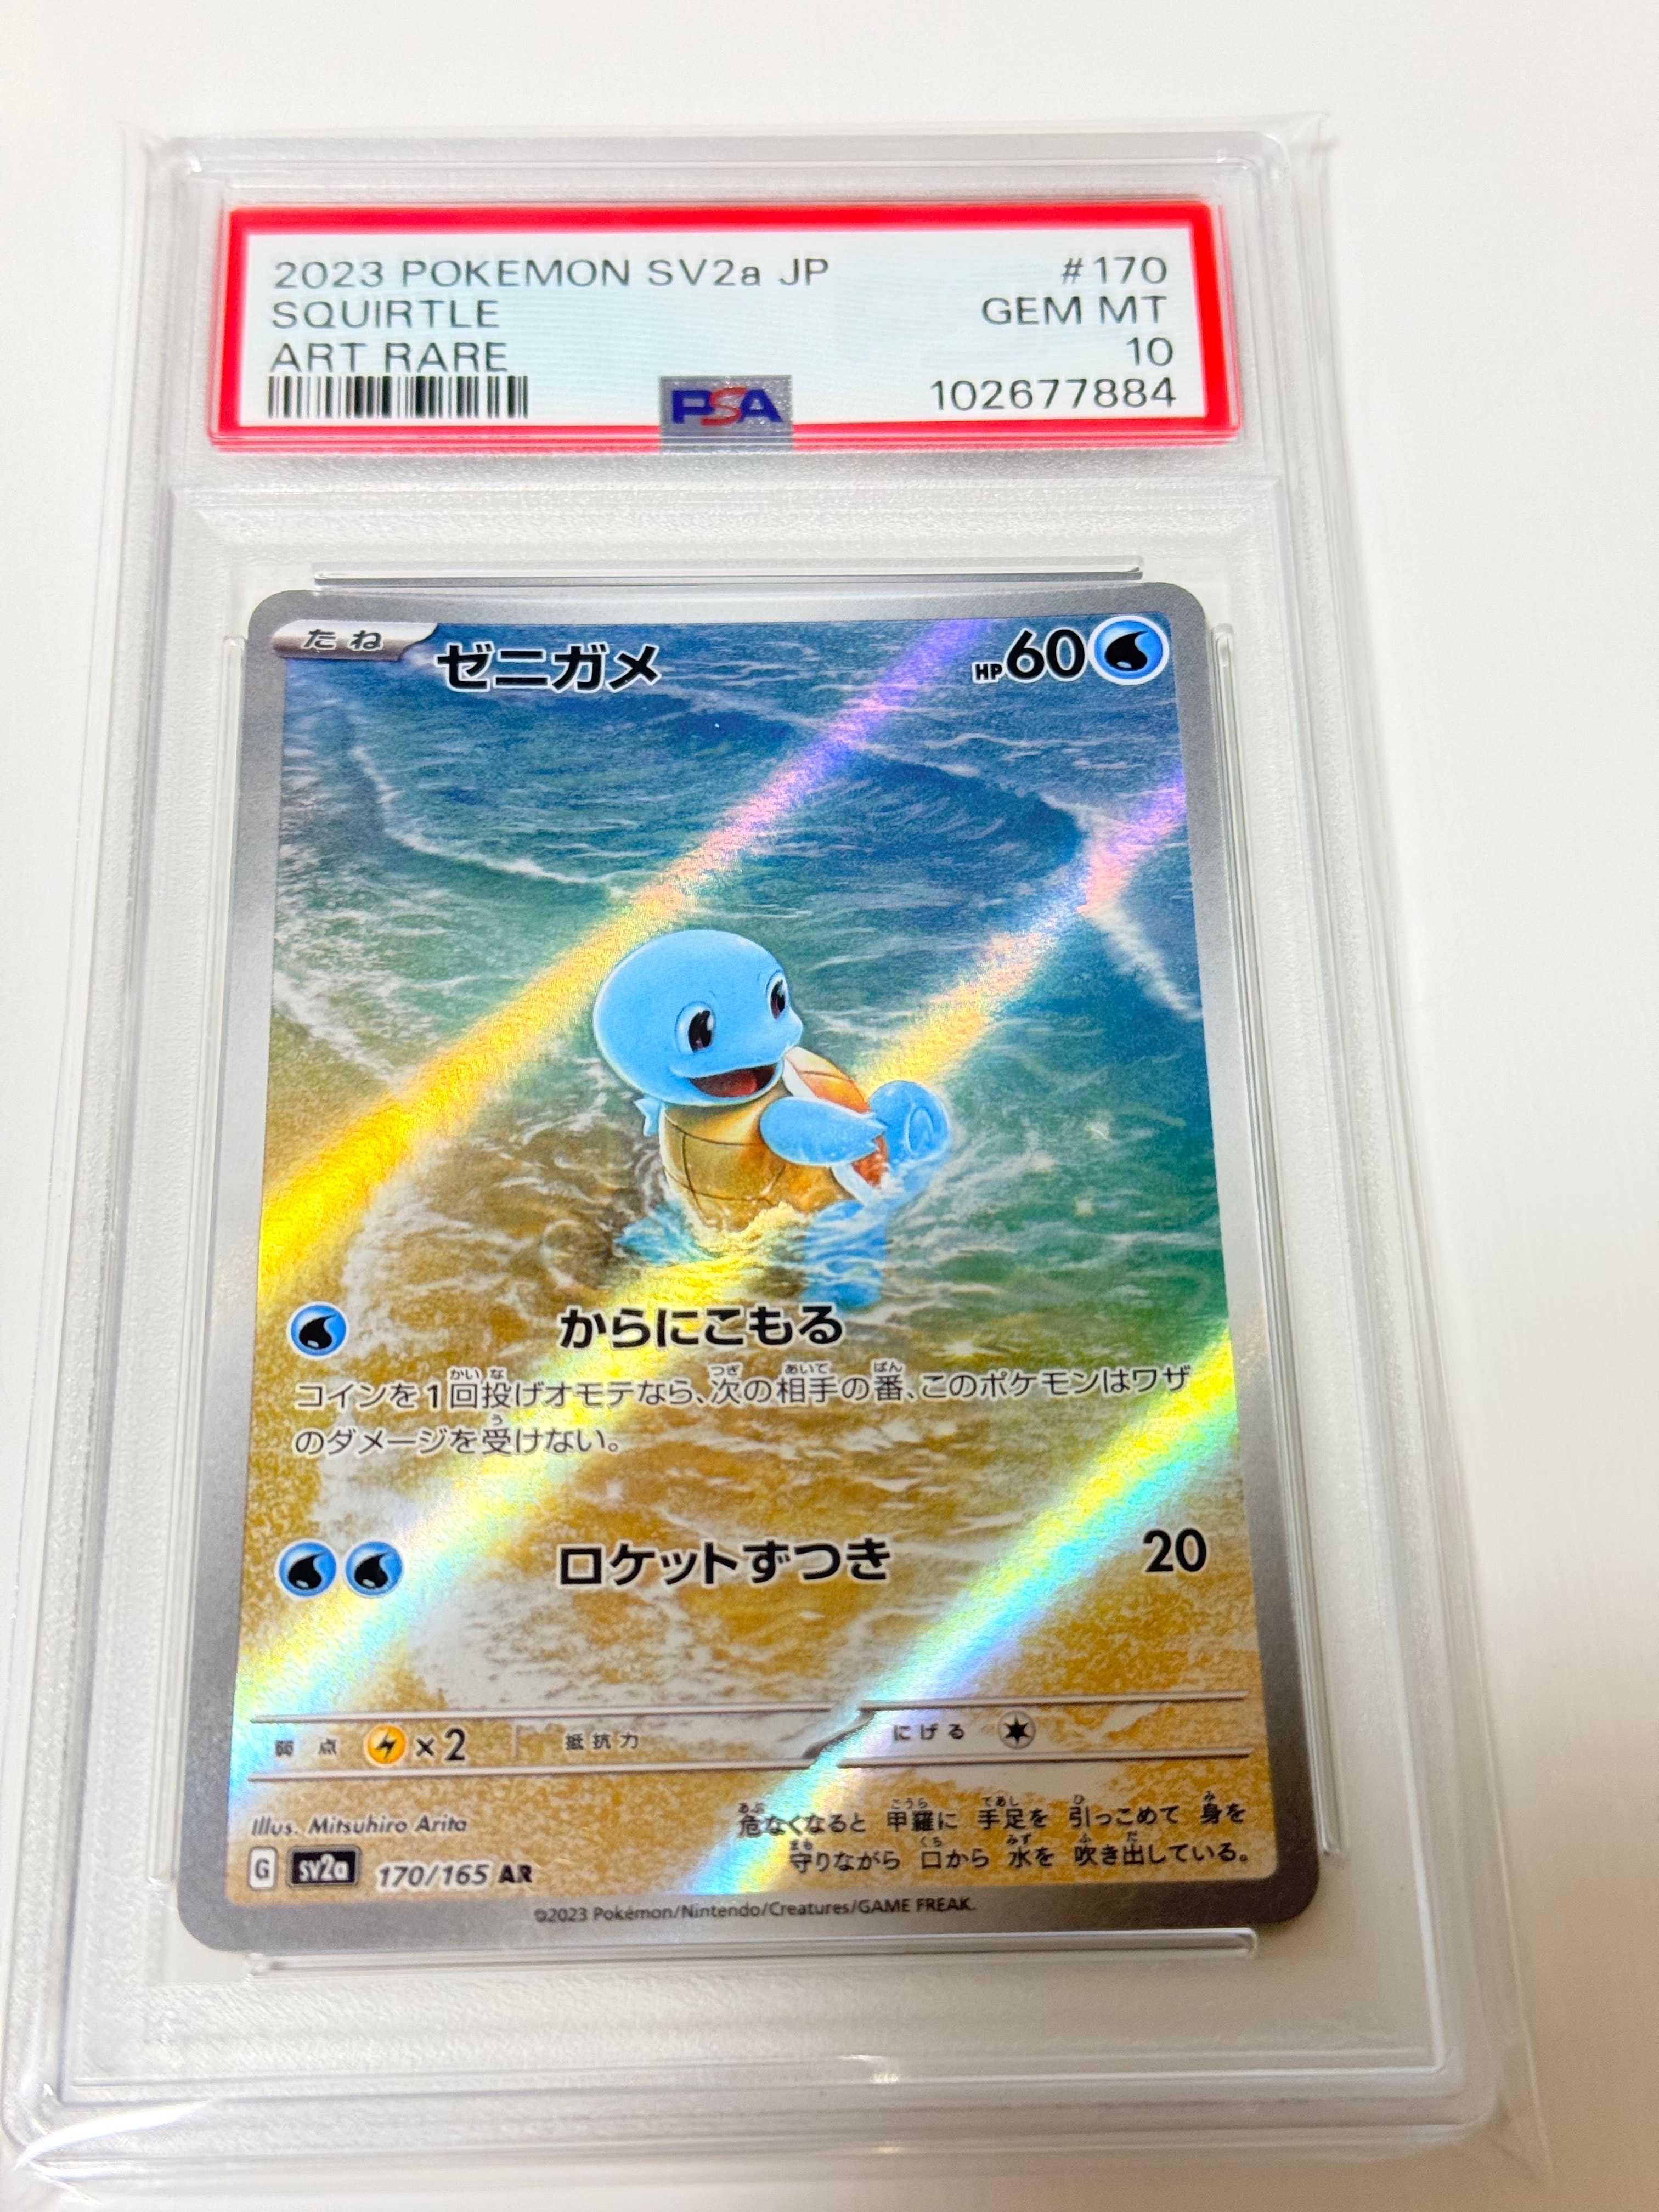 2023 POKEMON SV2a JP #170
SQUIRTLE GEM MT
ART RARE 10
PSA 102677884
たね ゼニガメ HP60
からにこもる
コインを1回投げオモテなら、次の相手の番、このポケモンはワザ
のダメージを受けない。
ロケットずつき 20
弱点 ×2 抵抗力 にげる
Illus. Mitsuhiro Arita
危なくなると 甲羅に 手足を 引っこめて 身を
守りながら 口から 水を 吹き出している。
G sv2a 170/165 AR
©2023 Pokémon/Nintendo/Creatures/GAME FREAK.